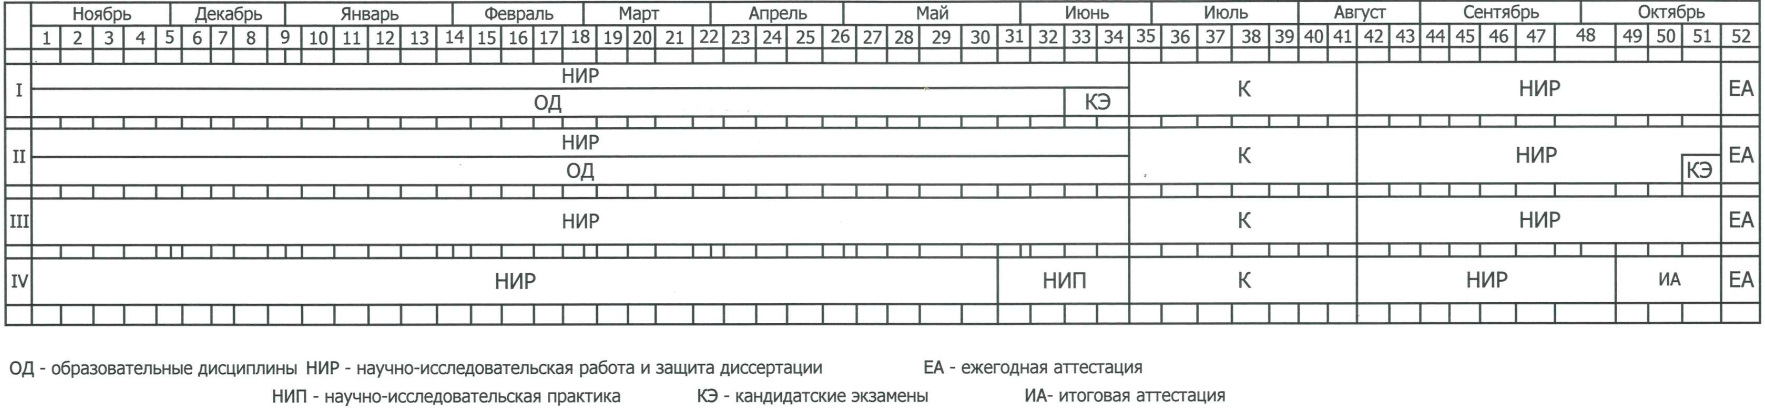 Ноябрь Декабрь Январь Февраль Март Апрель Май Июнь Июль Август Сентябрь Октябрь
1 2 3 4 5 6 7 8 9 10 11 12 13 14 15 16 17 18 19 20 21 22 23 24 25 26 27 28 29 30 31 32 33 34 35 36 37 38 39 40 41 42 43 44 45 46 47 48 49 50 51 52
I НИР К НИР ЕА
ОД КЭ
II НИР К НИР ЕА
ОД КЭ
III НИР К НИР ЕА
IV НИР НИП К НИР ИА ЕА
ОД - образовательные дисциплины НИР - научно-исследовательская работа и защита диссертации ЕА - ежегодная аттестация
НИП - научно-исследовательская практика КЭ - кандидатские экзамены ИА- итоговая аттестация